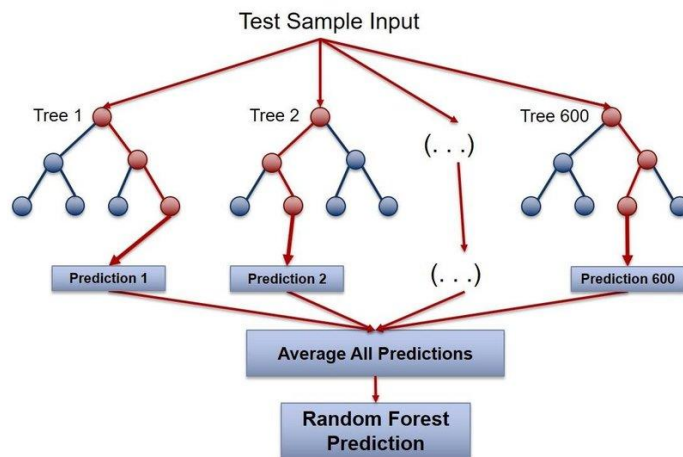 Test Sample Input
Tree 1
Tree 2
(. . .)
Tree 600
Prediction 1
Prediction 2
(. . .)
Prediction 600
Average All Predictions
Random Forest
Prediction